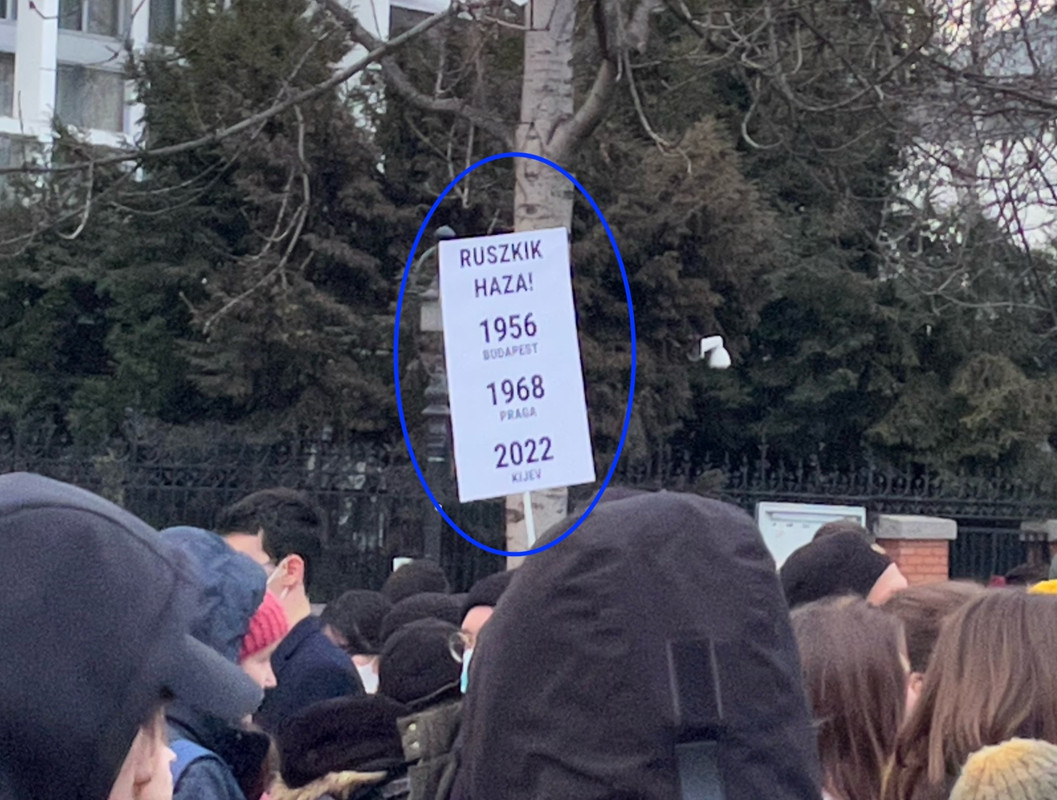 RUSZKIK
HAZA!
1956
BUDAPEST
1968
PRAGA
2022
KIJEV